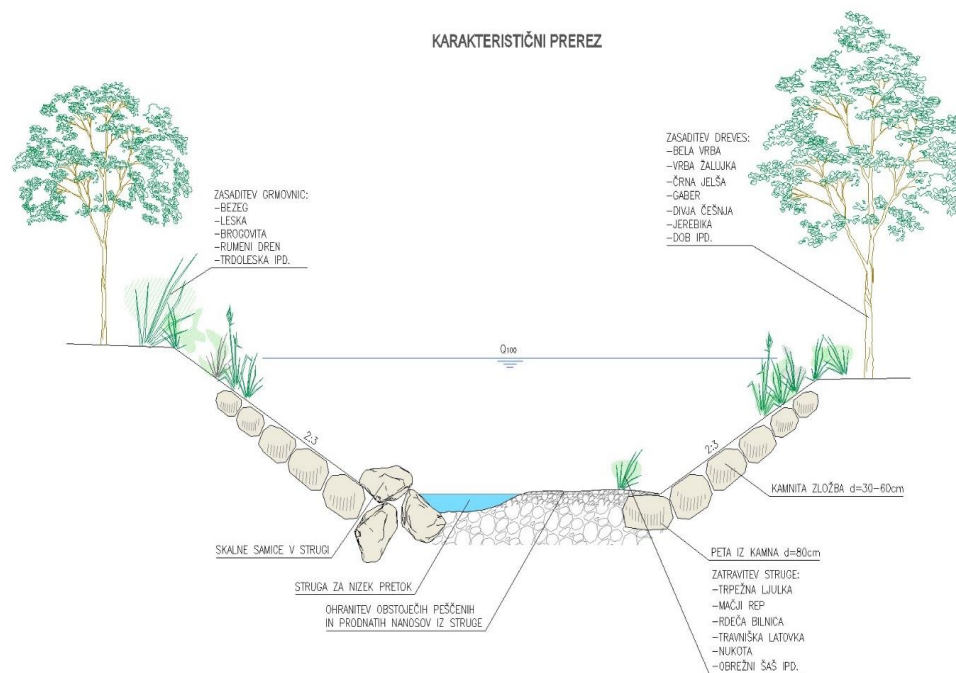 KARAKTERISTIČNI PREREZ
ZASADITEV DREVES:
-BELA VRBA
-VRBA ŽALUJKA
-ČRNA JELŠA
-GABER
-DIVJA ČEŠNJA
-JEREBIKA
-DOB IPD.
ZASADITEV GRMOVNIC:
-BEZEG
-LESKA
-BROGOVITA
-RUMENI DREN
-TRDOLESKA IPD.
Q100
2:3
2:3
KAMNITA ZLOŽBA d=30-60cm
SKALNE SAMICE V STRUGI
PETA IZ KAMNA d=80cm
STRUGA ZA NIZEK PRETOK
OHRANITEV OBSTOJEČIH PEŠČENIH
IN PRODNATIH NANOSOV IZ STRUGE
ZATRAVITEV STRUGE:
-TRPEŽNA LJULKA
-MAČJI REP
-RDEČA BILNICA
-TRAVNIŠKA LATOVKA
-NUKOTA
-OBREŽNI ŠAŠ IPD.